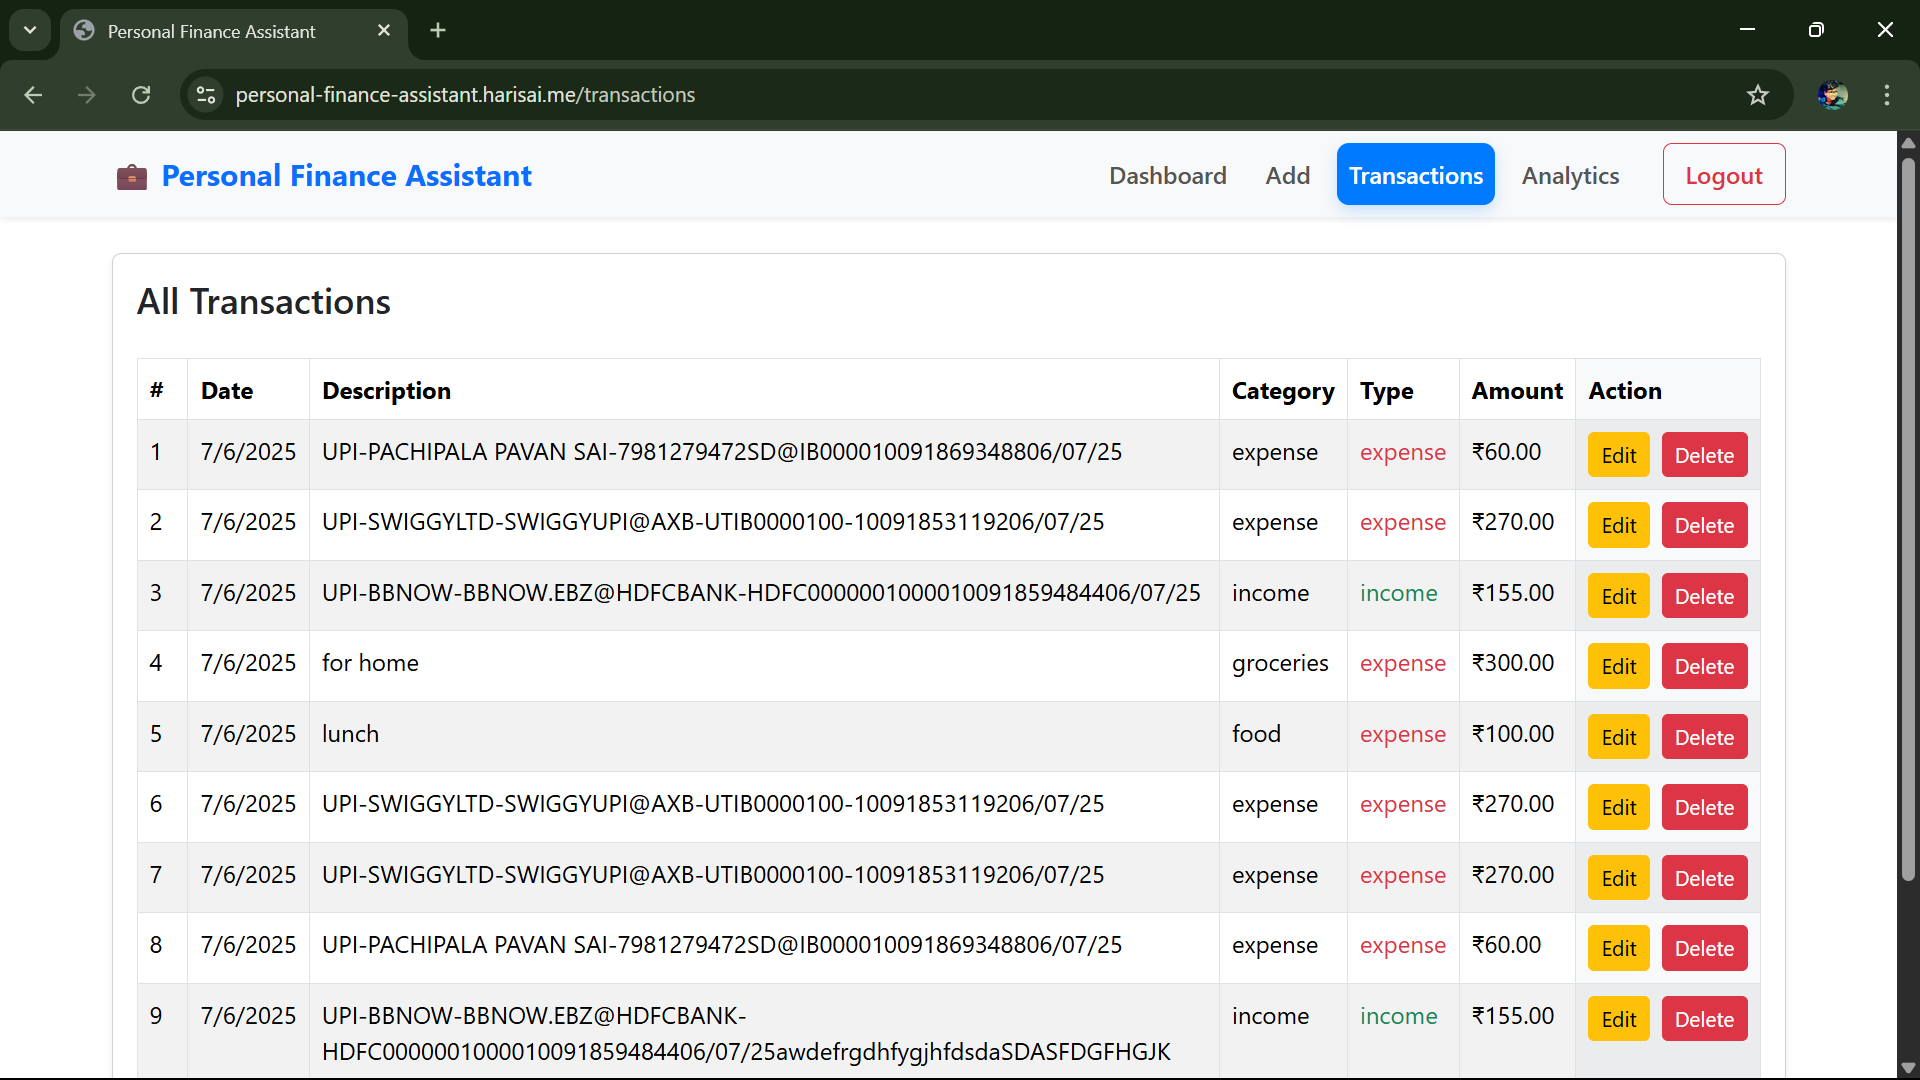 Personal Finance Assistant
personal-finance-assistant.harisai.me/transactions
Personal Finance Assistant Dashboard Add Transactions Analytics Logout
All Transactions
# Date Description Category Type Amount Action
1 7/6/2025 UPI-PACHIPALA PAVAN SAI-7981279472SD@IB000010091869348806/07/25 expense expense ₹60.00 Edit Delete
2 7/6/2025 UPI-SWIGGYLTD-SWIGGYUPI@AXB-UTIB0000100-10091853119206/07/25 expense expense ₹270.00 Edit Delete
3 7/6/2025 UPI-BBNOW-BBNOW.EBZ@HDFCBANK-HDFC0000001000010091859484406/07/25 income income ₹155.00 Edit Delete
4 7/6/2025 for home groceries expense ₹300.00 Edit Delete
5 7/6/2025 lunch food expense ₹100.00 Edit Delete
6 7/6/2025 UPI-SWIGGYLTD-SWIGGYUPI@AXB-UTIB0000100-10091853119206/07/25 expense expense ₹270.00 Edit Delete
7 7/6/2025 UPI-SWIGGYLTD-SWIGGYUPI@AXB-UTIB0000100-10091853119206/07/25 expense expense ₹270.00 Edit Delete
8 7/6/2025 UPI-PACHIPALA PAVAN SAI-7981279472SD@IB000010091869348806/07/25 expense expense ₹60.00 Edit Delete
9 7/6/2025 UPI-BBNOW-BBNOW.EBZ@HDFCBANK- income income ₹155.00 Edit Delete
HDFC0000001000010091859484406/07/25awdefrgdhfygjhfdsdaSDASFDGFHGJK